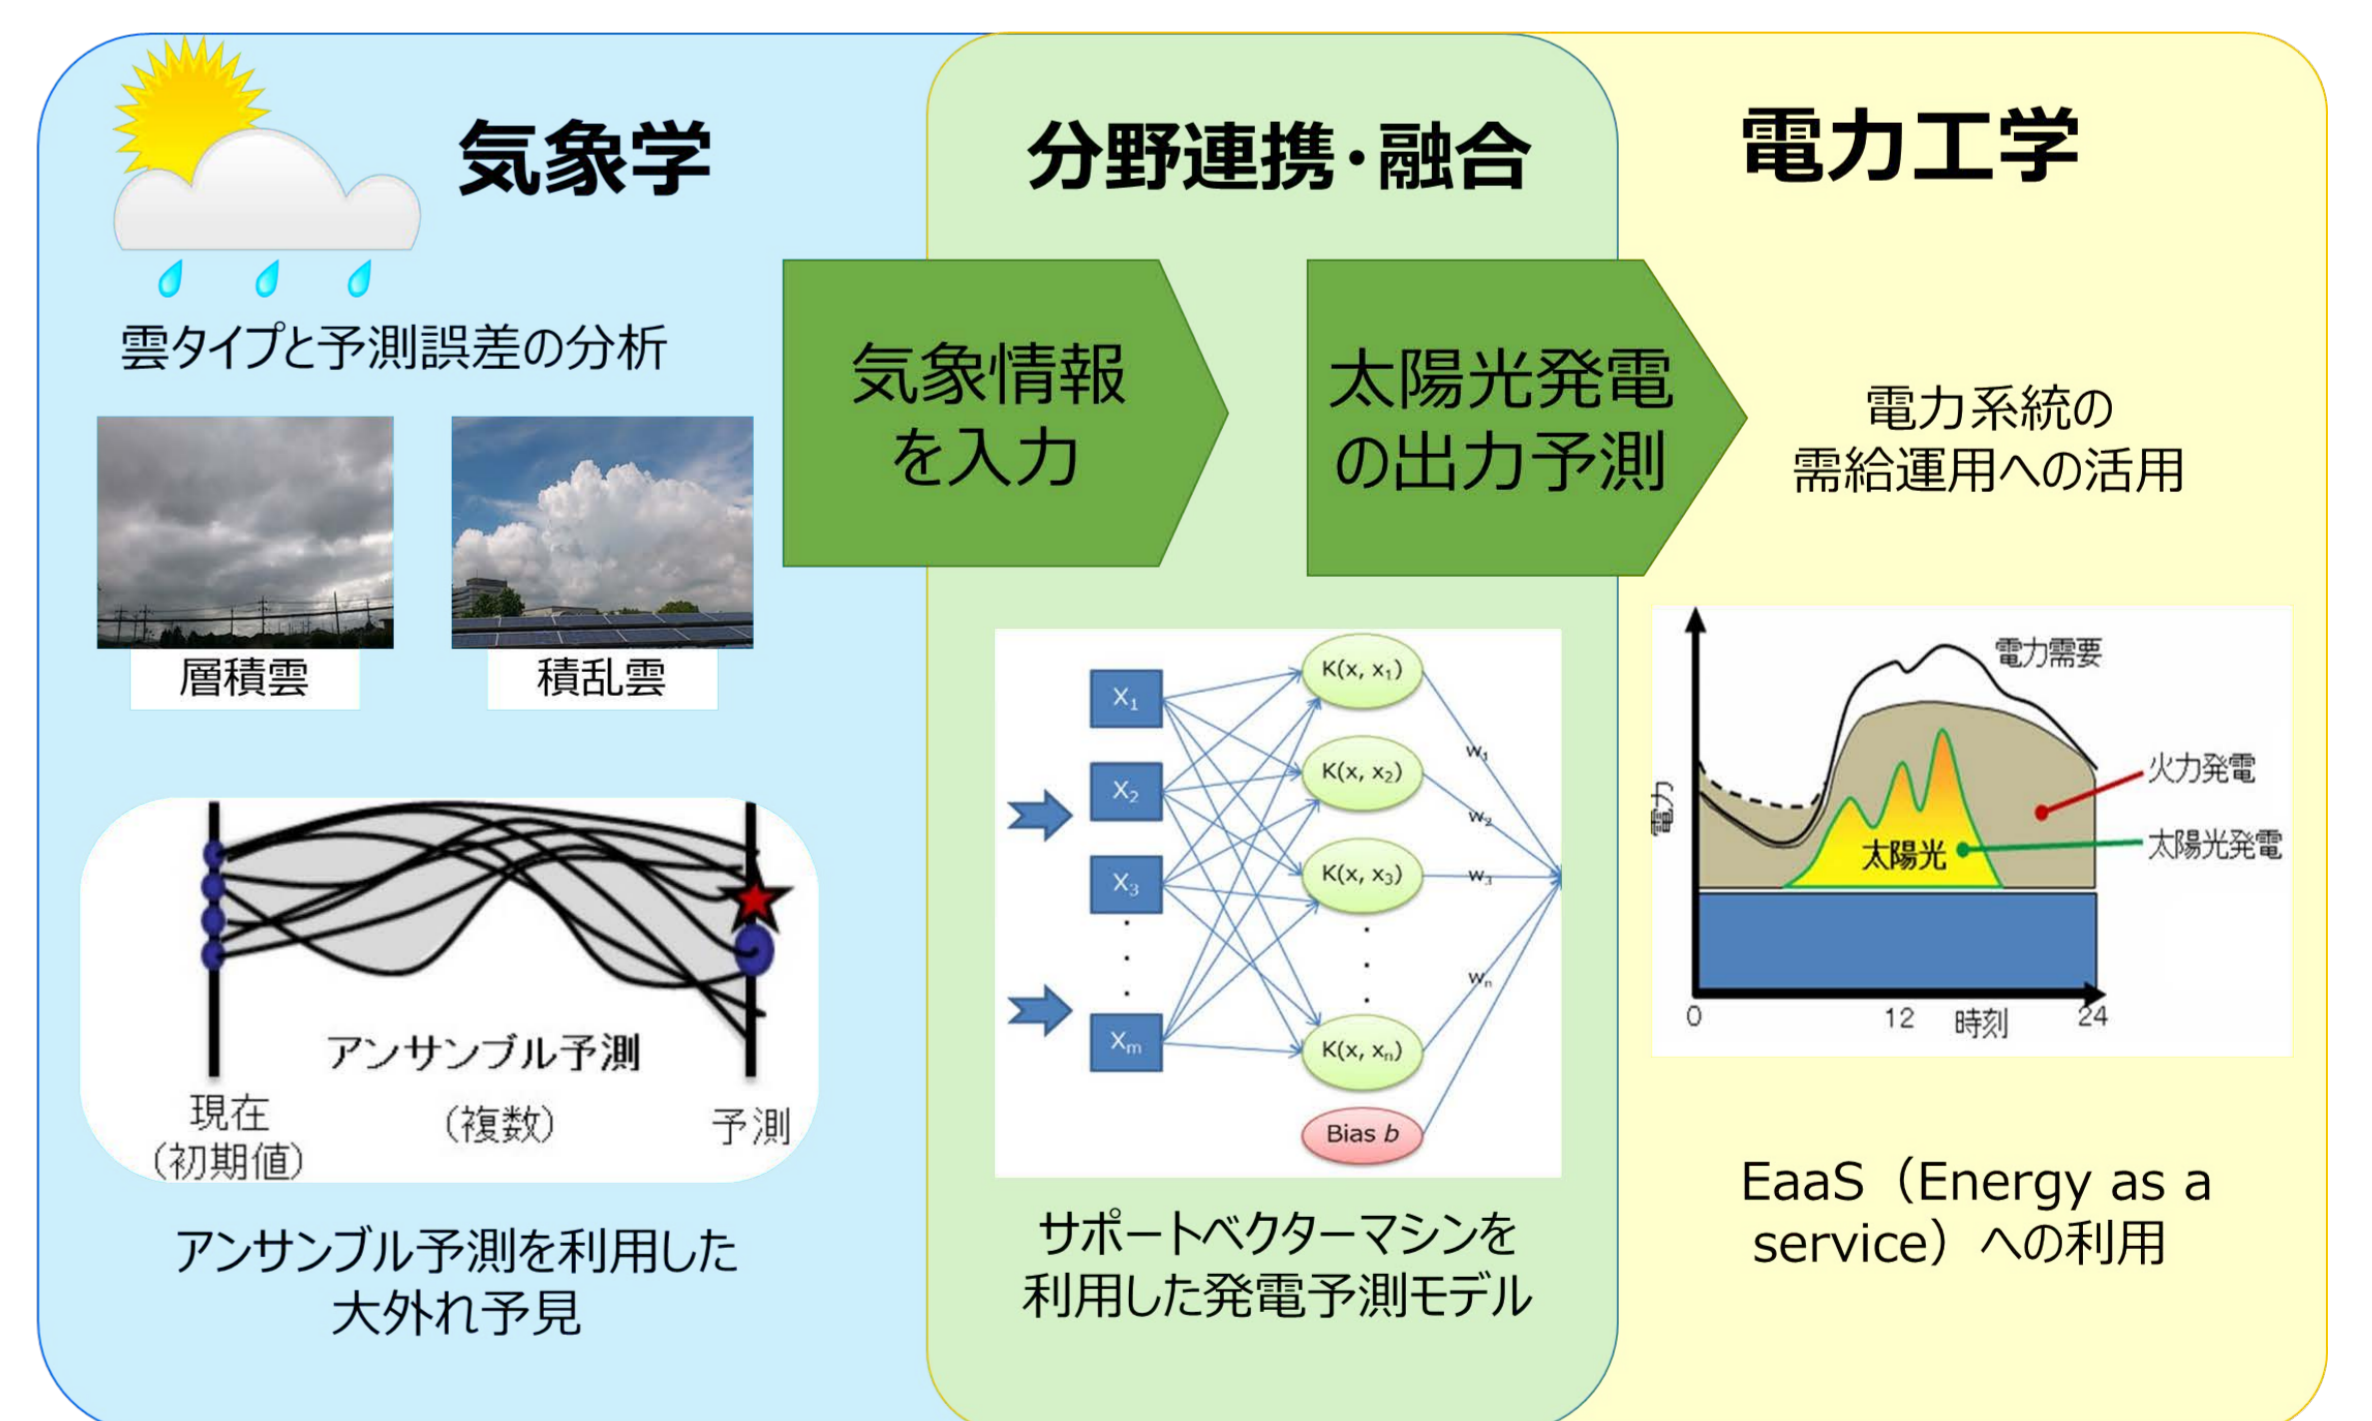 気象学
雲タイプと予測誤差の分析
層積雲
積乱雲
アンサンブル予測
現在
(初期値)
(複数)
予測
アンサンブル予測を利用した
大外れ予見
分野連携・融合
気象情報
を入力
太陽光発電
の出力予測
X1
X2
X3
Xm
K(x, x1)
K(x, x2)
K(x, x3)
K(x, xn)
Bias b
w1
w2
w3
wn
サポートベクターマシンを
利用した発電予測モデル
電力工学
電力系統の
需給運用への活用
電力需要
火力発電
太陽光発電
太陽光
電力
0
12
時刻
24
EaaS（Energy as a
service）への利用